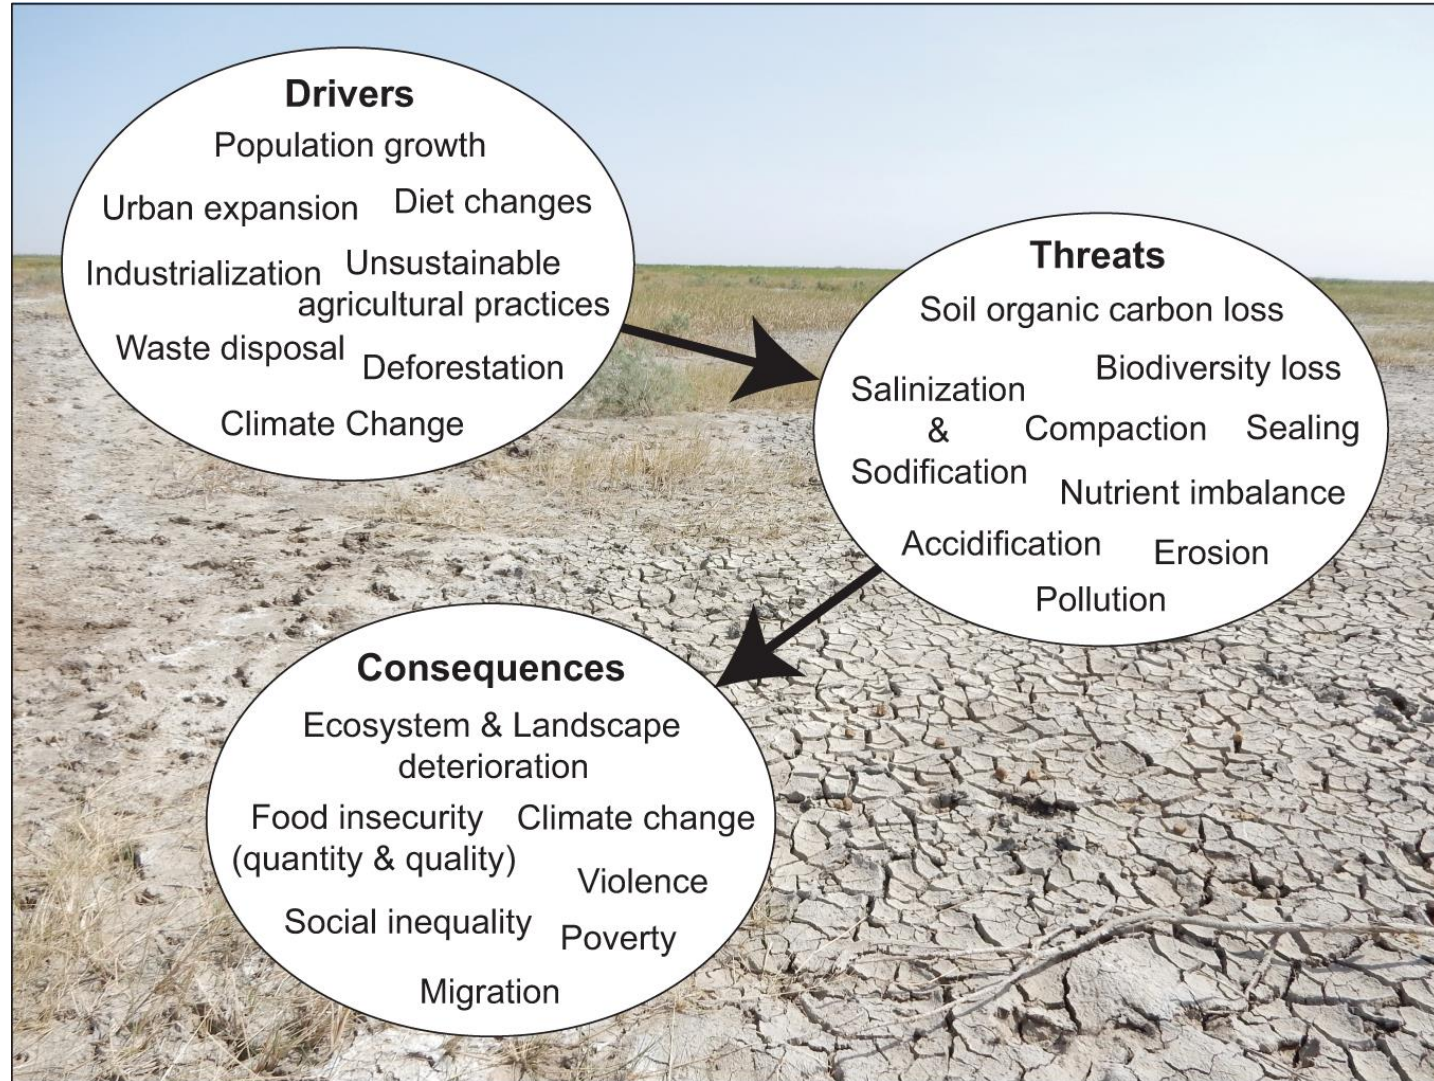 Drivers
Population growth
Urban expansion
Diet changes
Industrialization
Unsustainable
agricultural practices
Waste disposal
Deforestation
Climate Change
Threats
Soil organic carbon loss
Biodiversity loss
Salinization
&
Sodification
Compaction
Sealing
Nutrient imbalance
Accidification
Erosion
Pollution
Consequences
Ecosystem & Landscape
deterioration
Food insecurity
(quantity & quality)
Climate change
Violence
Social inequality
Poverty
Migration